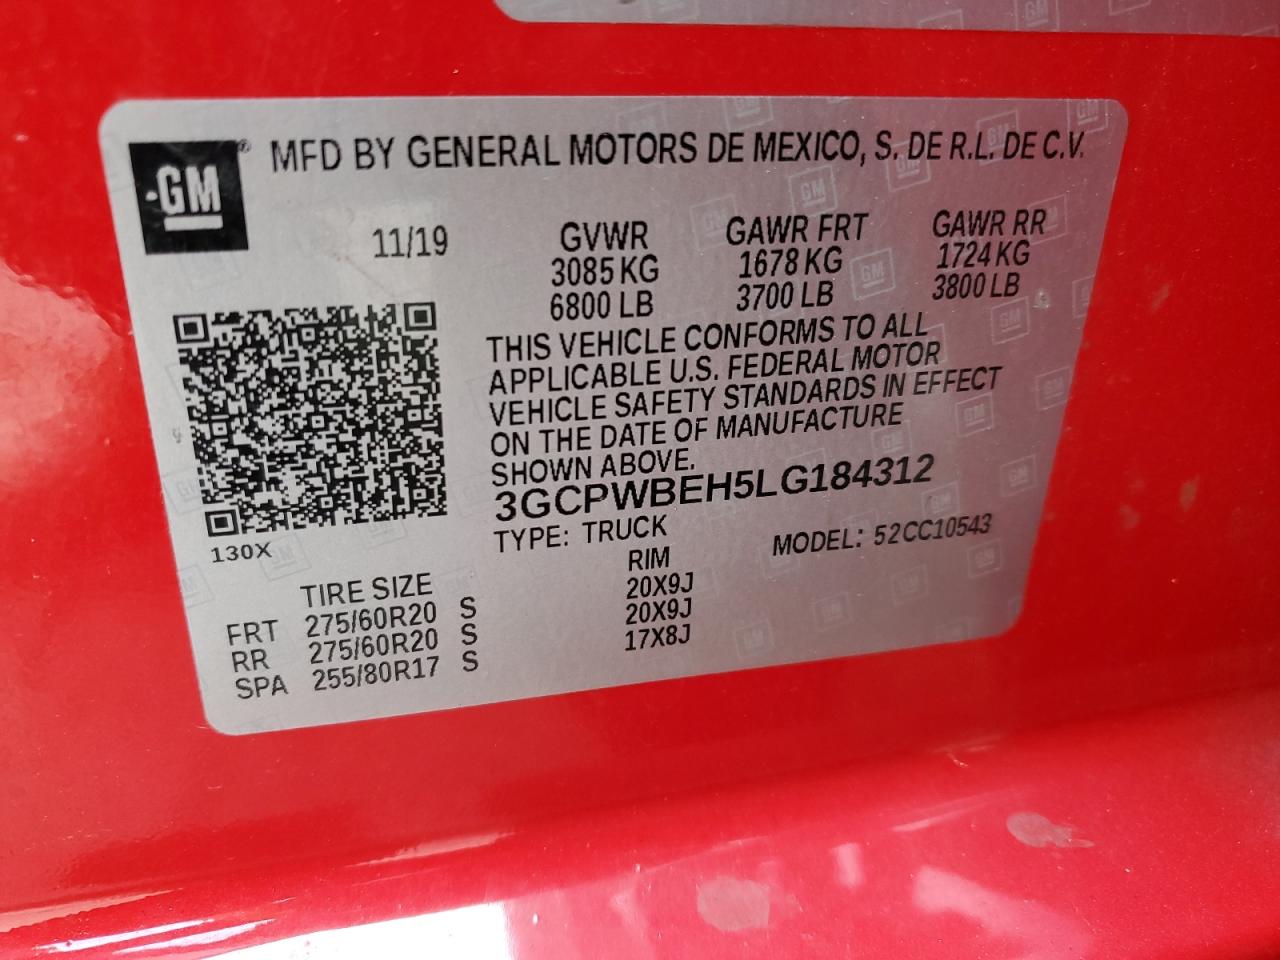 GM
MFD BY GENERAL MOTORS DE MEXICO, S. DE R.L. DE C.V.
11/19 GVWR GAWR FRT GAWR RR
3085 KG 1678 KG 1724 KG
6800 LB 3700 LB 3800 LB
THIS VEHICLE CONFORMS TO ALL
APPLICABLE U.S. FEDERAL MOTOR
VEHICLE SAFETY STANDARDS IN EFFECT
ON THE DATE OF MANUFACTURE
SHOWN ABOVE.
3GCPWBEH5LG184312
TYPE: TRUCK MODEL: 52CC10543
130X
TIRE SIZE RIM
FRT 275/60R20 S 20X9J
RR 275/60R20 S 20X9J
SPA 255/80R17 S 17X8J